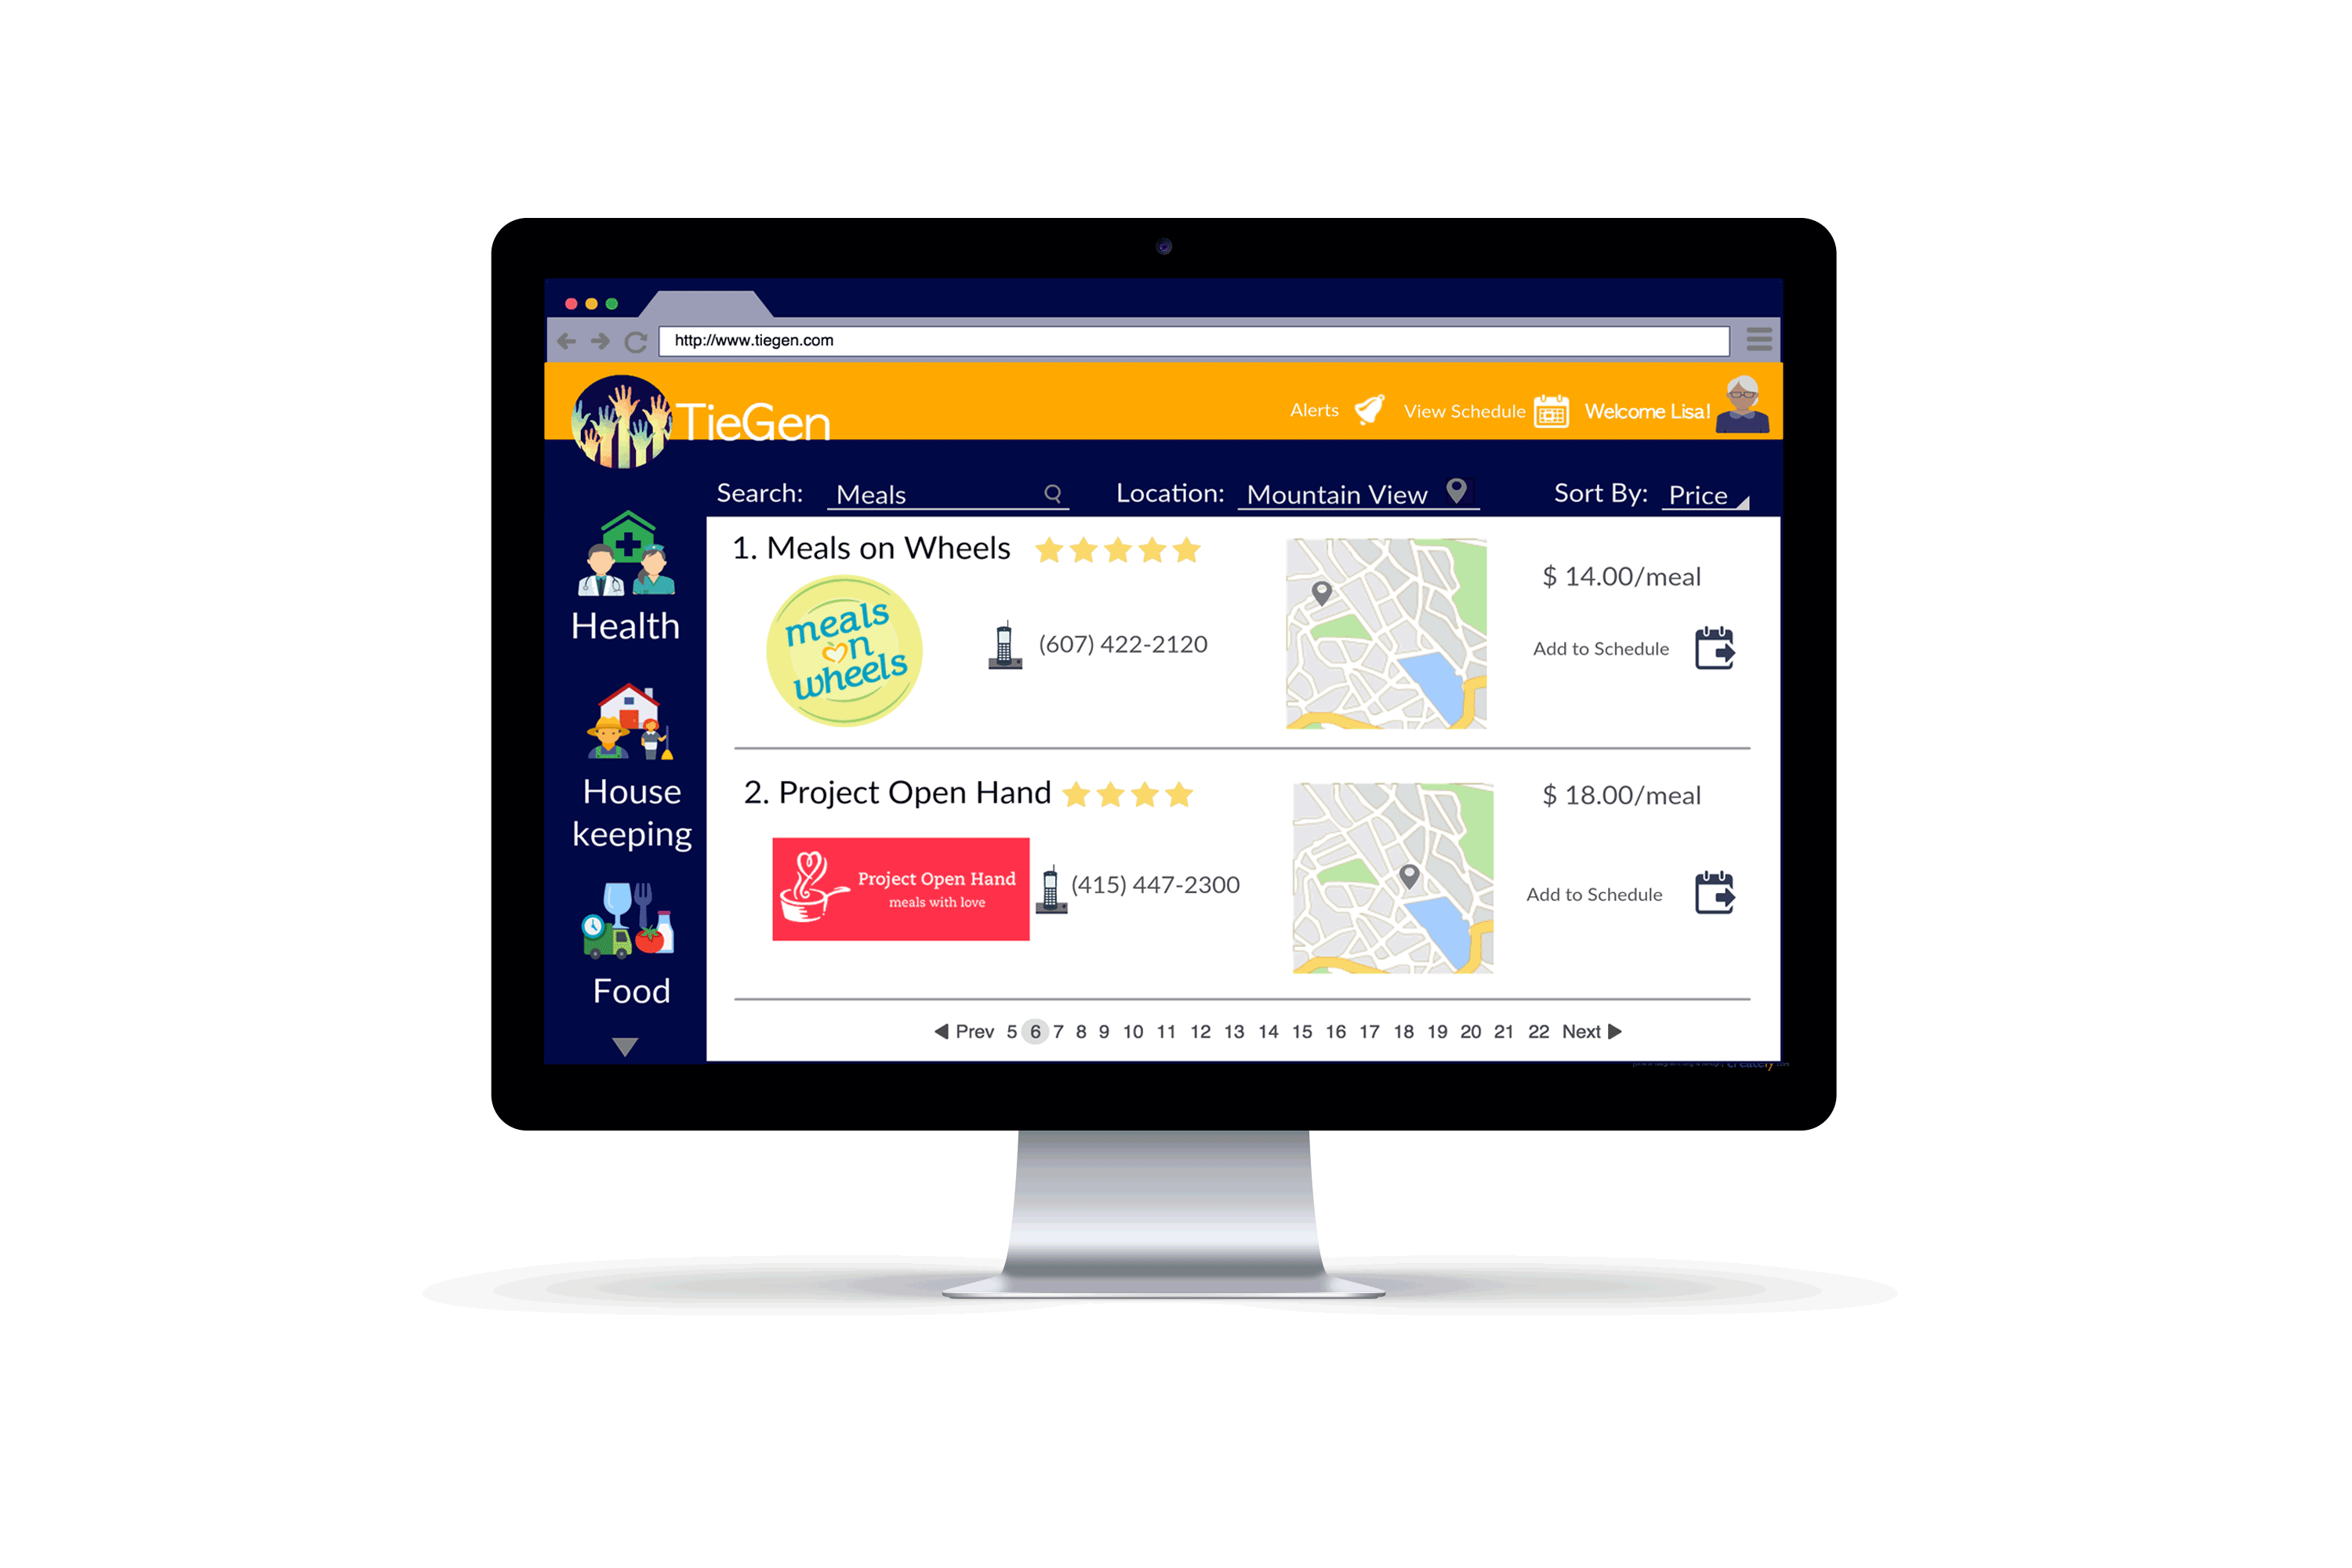 http://www.tiegen.com
TieGen
Alerts
View Schedule
Welcome Lisa!
Search: Meals
Location: Mountain View
Sort By: Price
Health
House
keeping
Food
1. Meals on Wheels
meals
on
wheels
(607) 422-2120
$ 14.00/meal
Add to Schedule
2. Project Open Hand
Project Open Hand
meals with love
(415) 447-2300
$ 18.00/meal
Add to Schedule
Prev 5 6 7 8 9 10 11 12 13 14 15 16 17 18 19 20 21 22 Next
creately